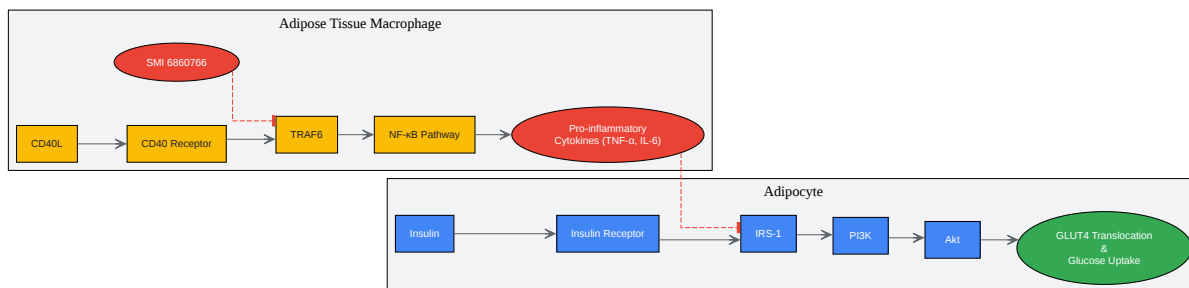 Adipose Tissue Macrophage
SMI 6860766
CD40L
CD40 Receptor
TRAF6
NF-κB Pathway
Pro-inflammatory
Cytokines (TNF-α, IL-6)
Adipocyte
Insulin
Insulin Receptor
IRS-1
PI3K
Akt
GLUT4 Translocation
&
Glucose Uptake